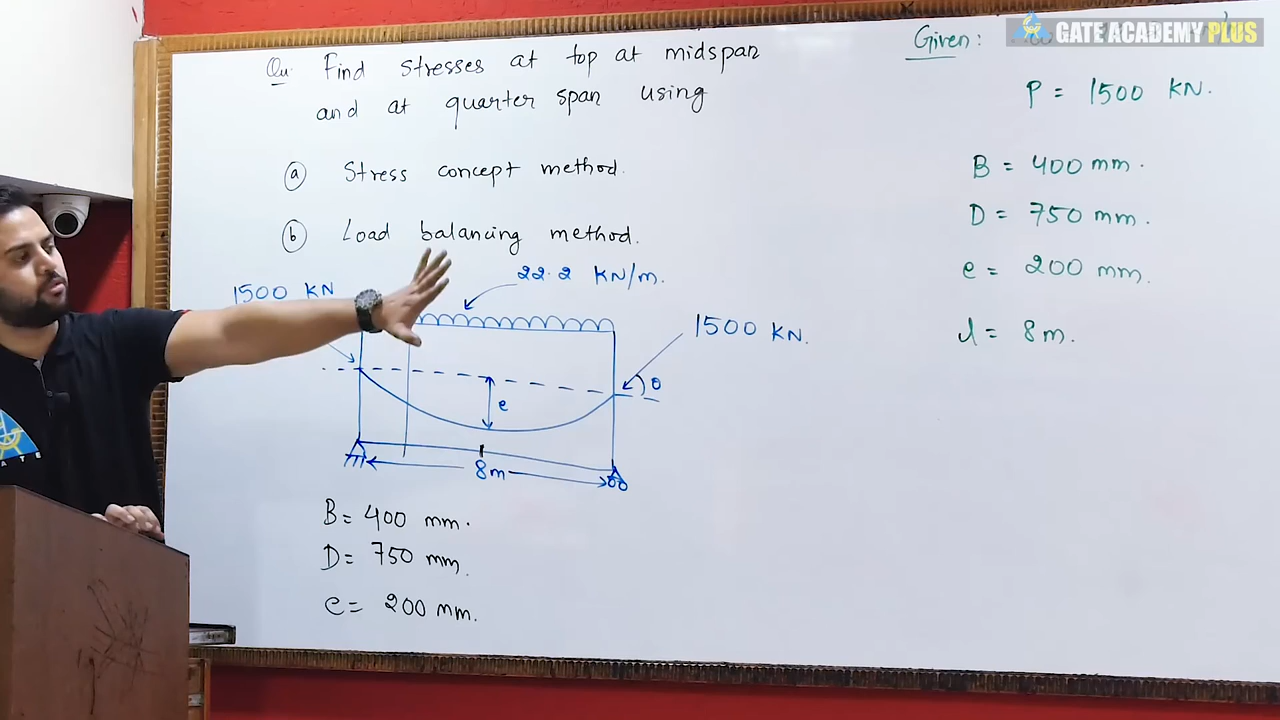 Qu. Find stresses at top at midspan
and at quarter span using
(a) Stress concept method.
(b) Load balancing method.
22.2 KN/m.
1500 KN
1500 KN.
θ
e
8m
B = 400 mm.
D = 750 mm.
e = 200 mm.
Given:
GATE ACADEMY PLUS
P = 1500 KN.
B = 400 mm.
D = 750 mm.
e = 200 mm.
l = 8m.